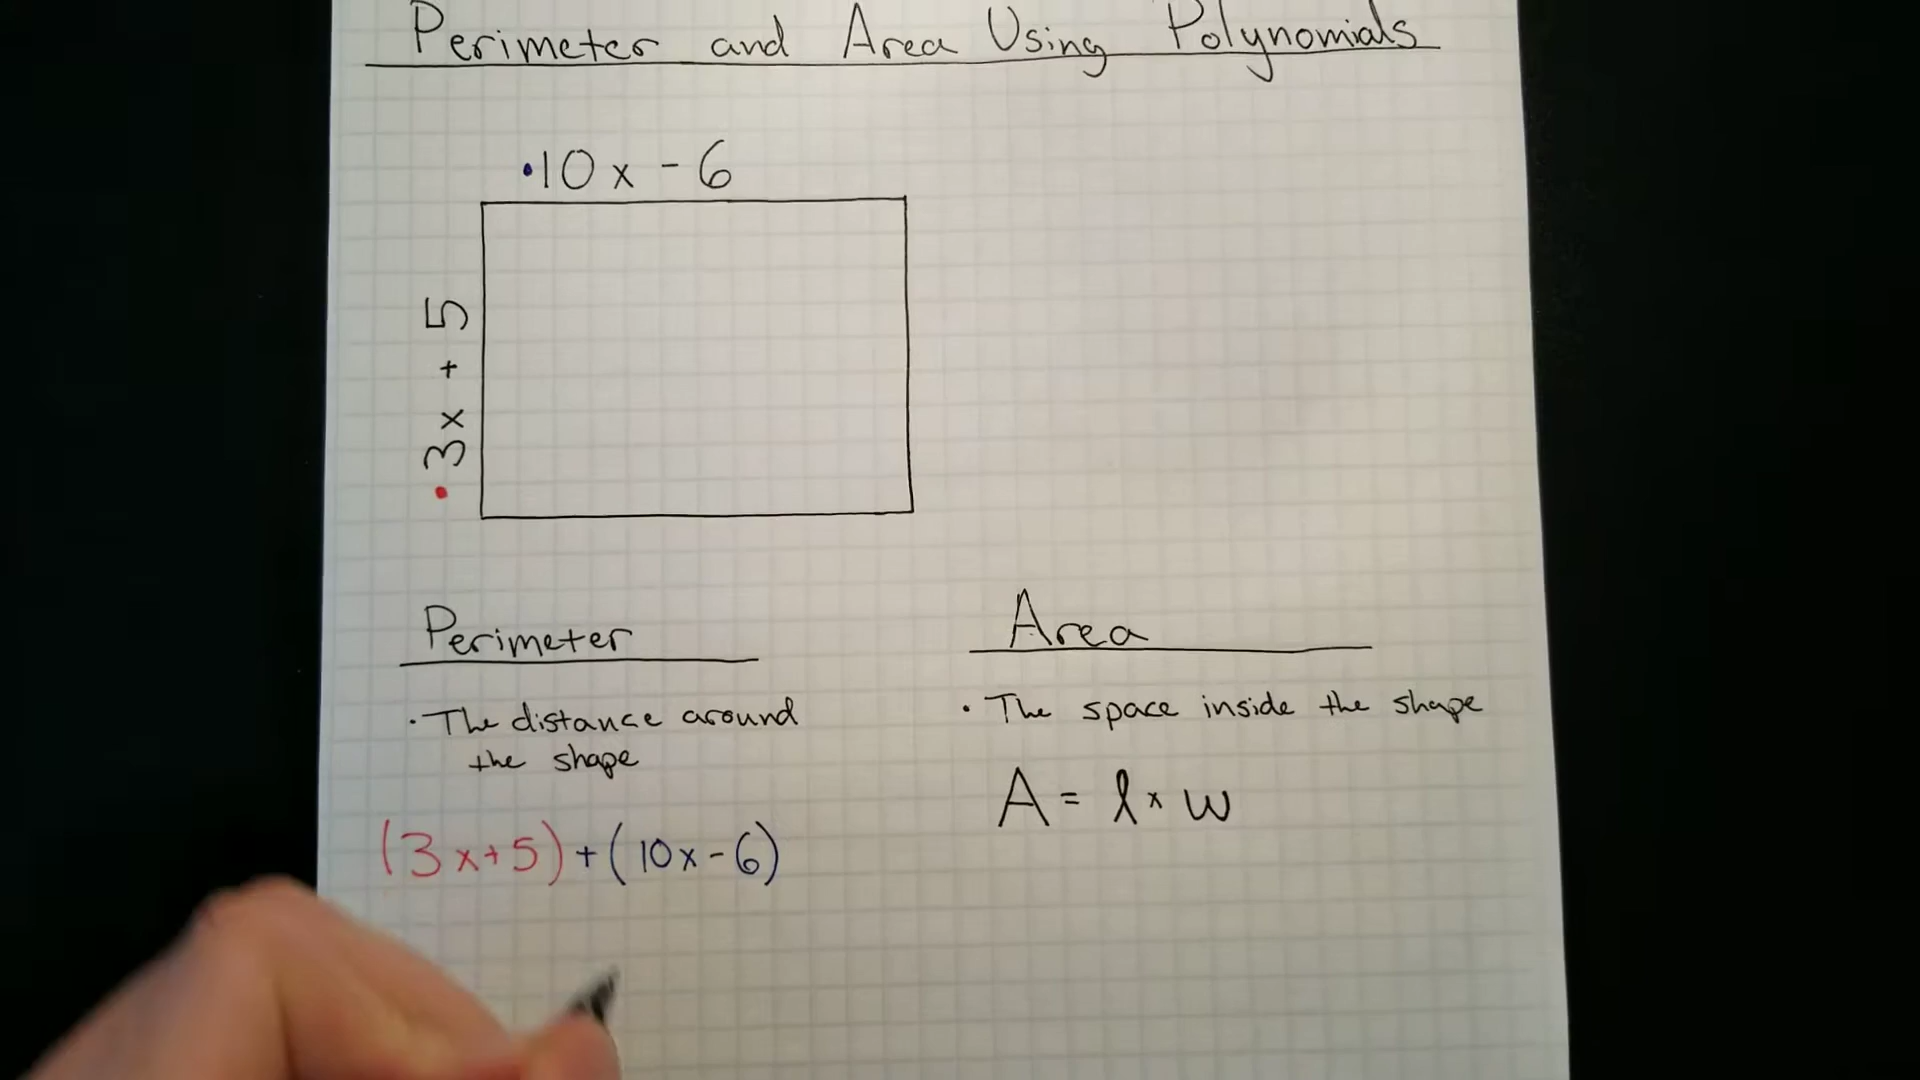 Perimeter and Area Using Polynomials
•10x - 6
•3x + 5
Perimeter
• The distance around
the shape
(3x+5)+(10x-6)
Area
• The space inside the shape
A = l × w